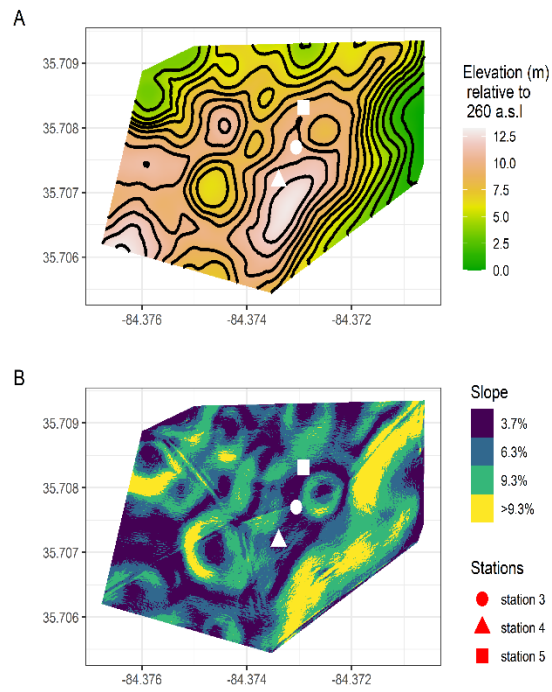 A
35.709
35.708
35.707
35.706
-84.376
-84.374
-84.372
Elevation (m)
relative to
260 a.s.l
12.5
10.0
7.5
5.0
2.5
0.0
B
35.709
35.708
35.707
35.706
-84.376
-84.374
-84.372
Slope
3.7%
6.3%
9.3%
>9.3%
Stations
station 3
station 4
station 5